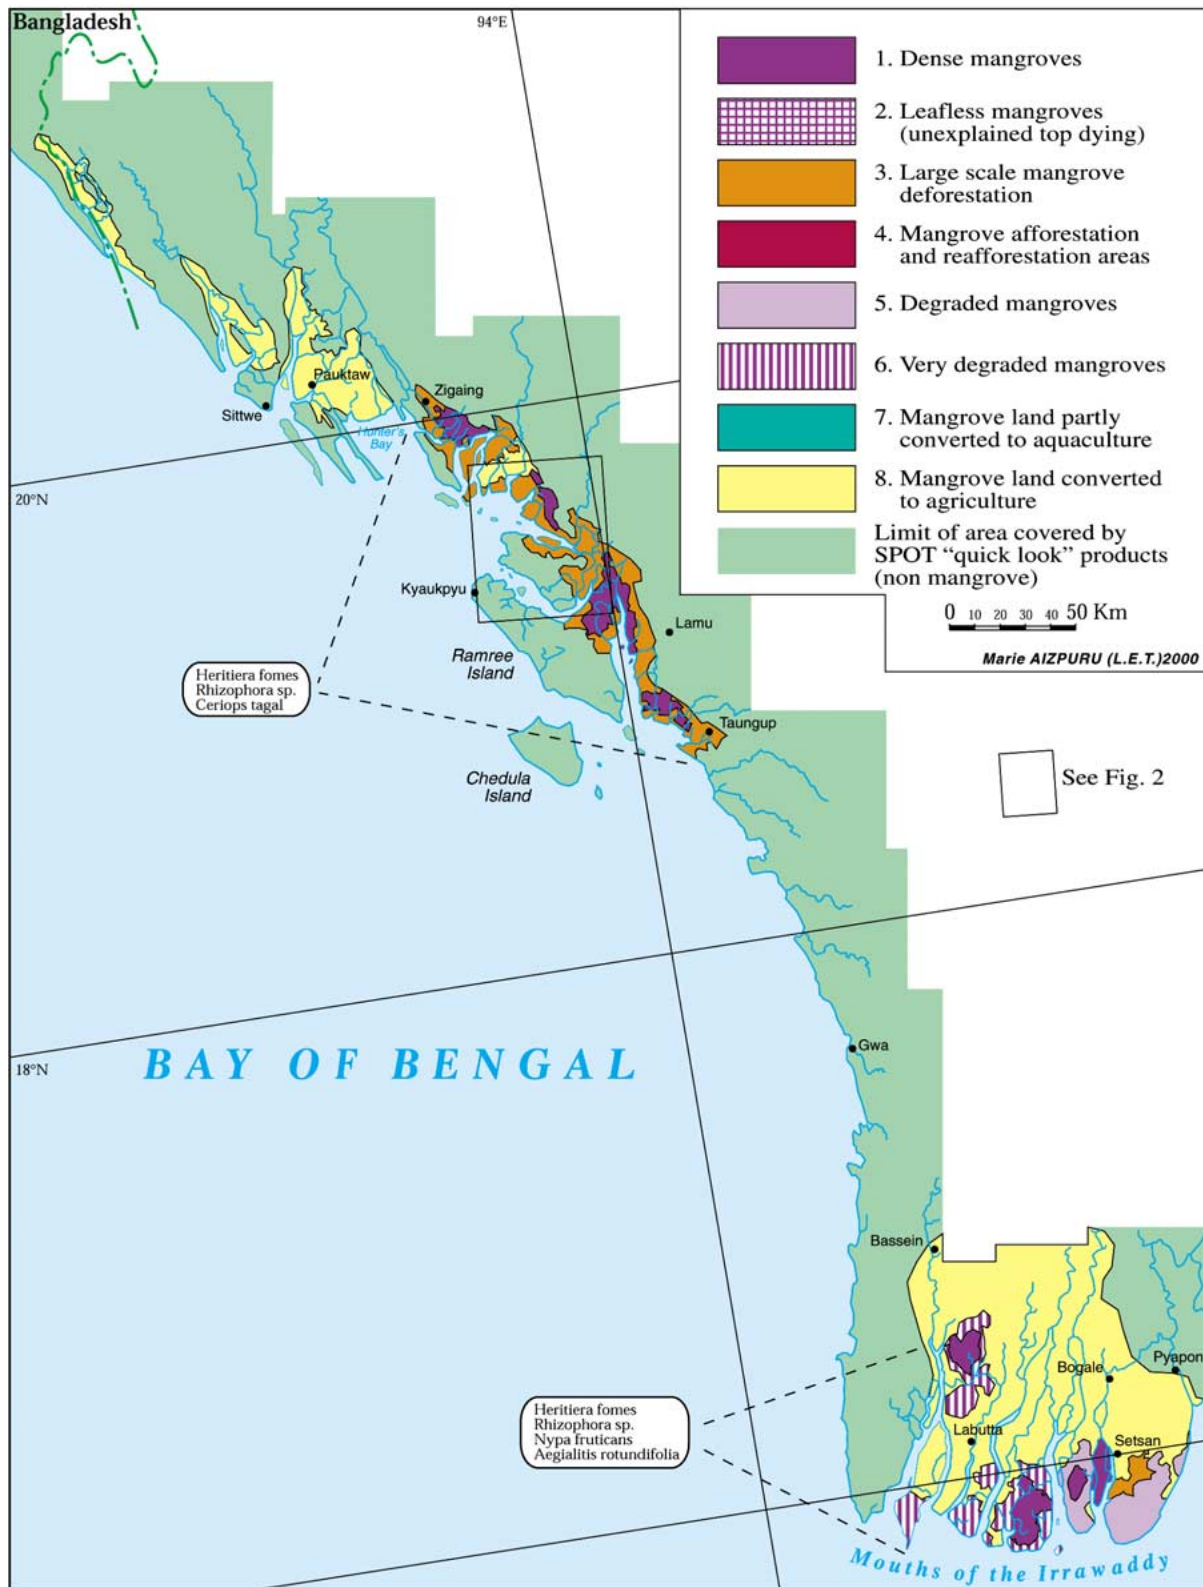 Bangladesh
94°E
1. Dense mangroves
2. Leafless mangroves
(unexplained top dying)
3. Large scale mangrove
deforestation
4. Mangrove afforestation
and reafforestation areas
5. Degraded mangroves
6. Very degraded mangroves
7. Mangrove land partly
converted to aquaculture
8. Mangrove land converted
to agriculture
Limit of area covered by
SPOT “quick look” products
(non mangrove)
0 10 20 30 40 50 Km
Marie AIZPURU (L.E.T.)2000
Pauktaw
Zigaing
Sittwe
Hunter's
Bay
20°N
Kyaukpyu
Lamu
Ramree
Island
Heritiera fomes
Rhizophora sp.
Ceriops tagal
Taungup
Chedula
Island
See Fig. 2
Gwa
18°N
BAY OF BENGAL
Bassein
Pyapon
Bogale
Heritiera fomes
Rhizophora sp.
Nypa fruticans
Aegialitis rotundifolia
Labutta
Setsan
Mouths of the Irrawaddy